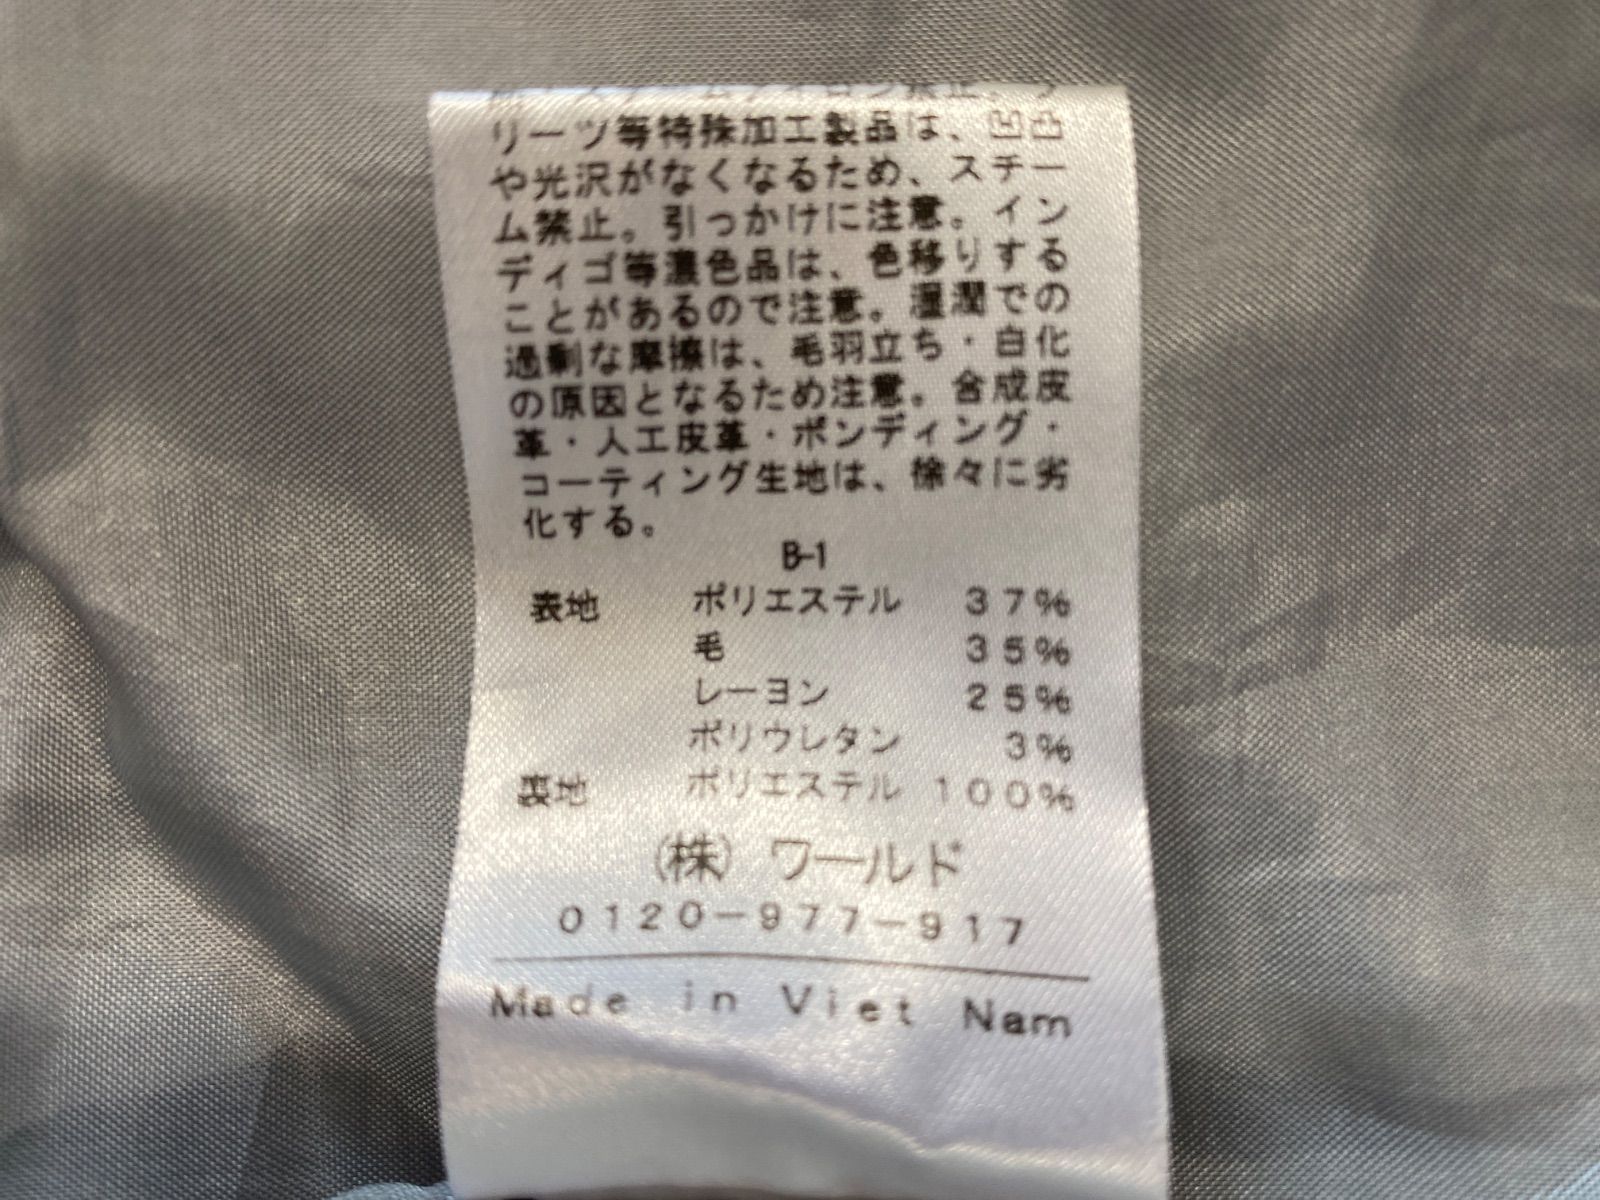 リーツ等特殊加工製品は、凹凸
や光沢がなくなるため、スチー
ム禁止。引っかけに注意。イン
ディゴ等濃色品は、色移りする
ことがあるので注意。湿潤での
過剰な摩擦は、毛羽立ち・白化
の原因となるため注意。合成皮
革・人工皮革・ボンディング・
コーティング生地は、徐々に劣
化する。
B-1
表地 ポリエステル 37%
毛 35%
レーヨン 25%
ポリウレタン 3%
裏地 ポリエステル 100%
(株) ワールド
0120-977-917
Made in Viet Nam